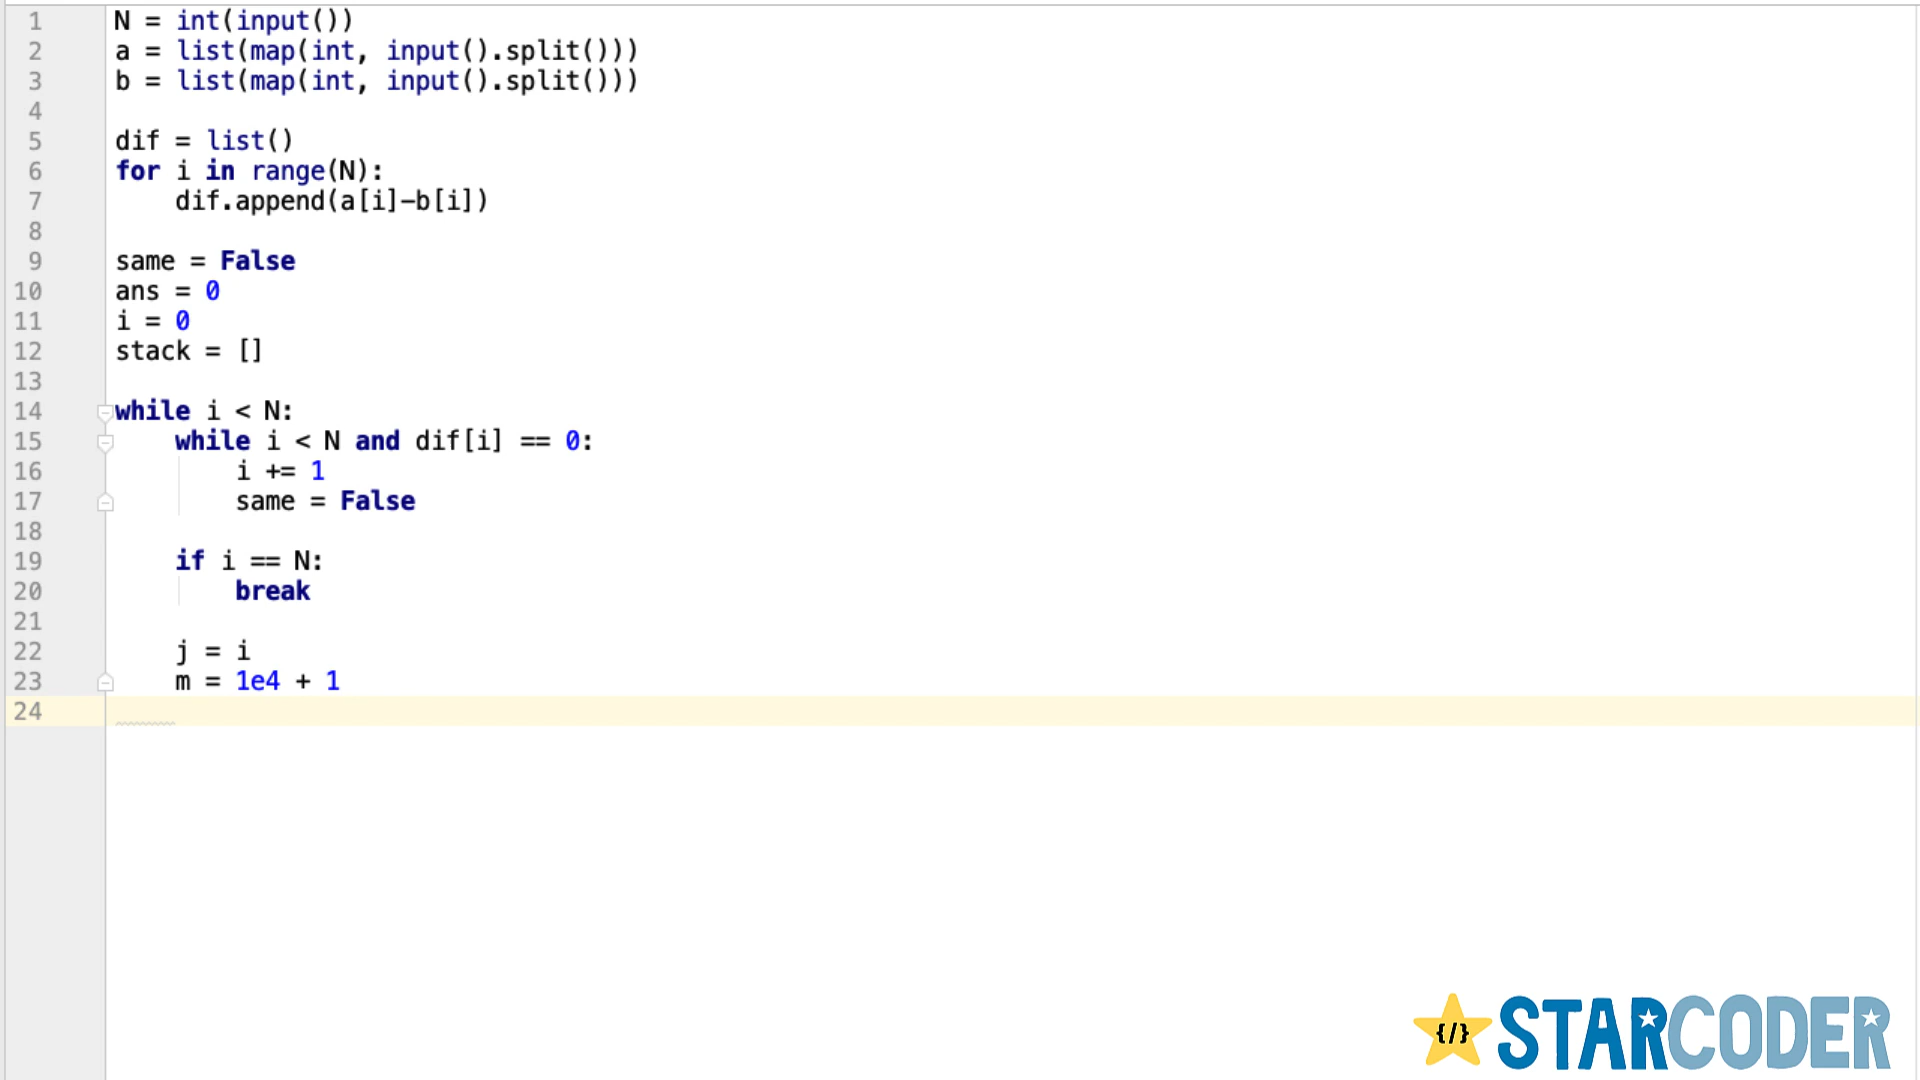 1 N = int(input())
2 a = list(map(int, input().split()))
3 b = list(map(int, input().split()))
4
5 dif = list()
6 for i in range(N):
7     dif.append(a[i]-b[i])
8
9 same = False
10 ans = 0
11 i = 0
12 stack = []
13
14 while i < N:
15     while i < N and dif[i] == 0:
16         i += 1
17         same = False
18
19     if i == N:
20         break
21
22     j = i
23     m = 1e4 + 1
24
{/} STARCODER